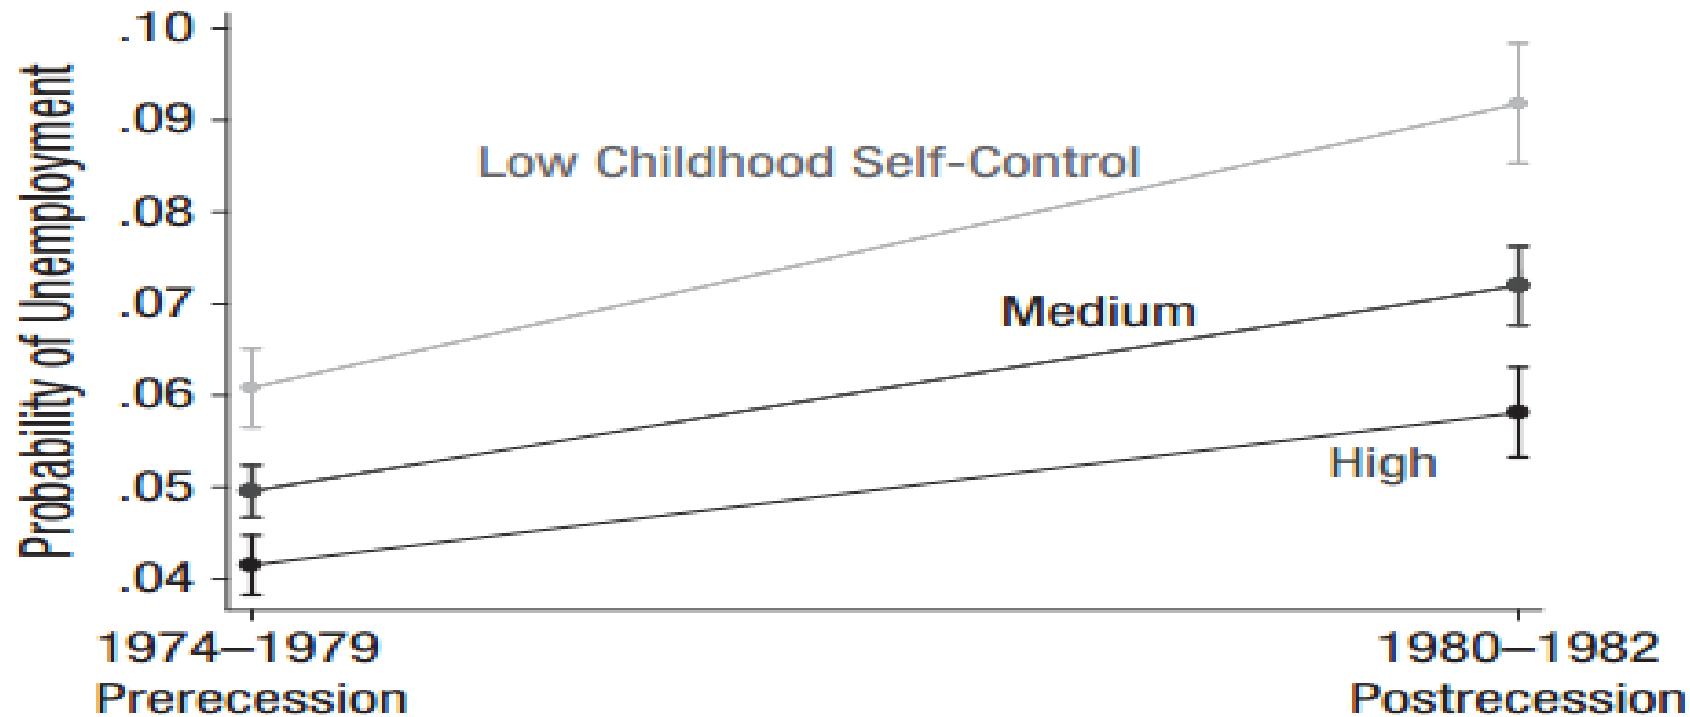 Probability of Unemployment
.10
.09
.08
.07
.06
.05
.04
Low Childhood Self-Control
Medium
High
1974–1979
Prerecession
1980–1982
Postrecession